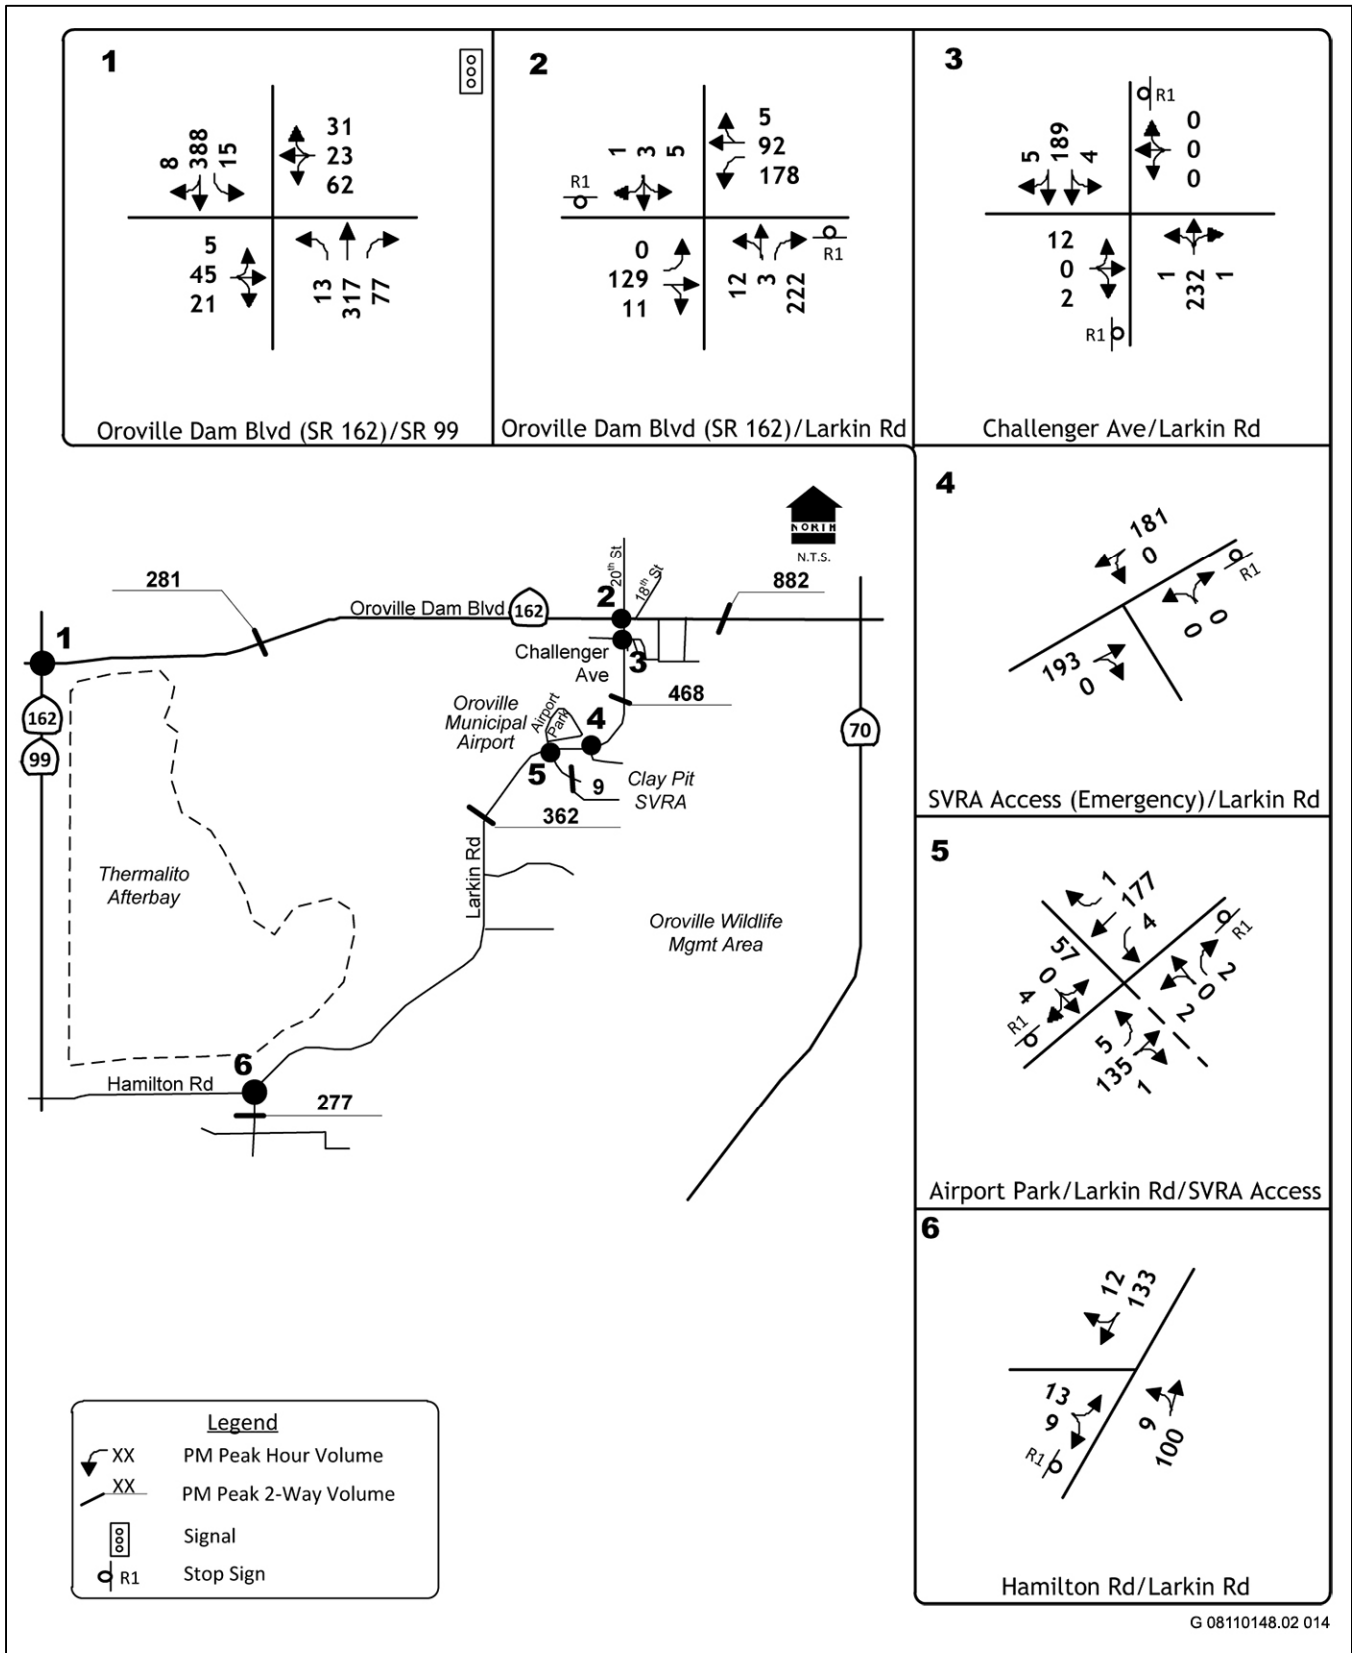 1
8
388
15
31
23
62
5
45
21
13
317
77
Oroville Dam Blvd (SR 162)/SR 99
2
R1
1
3
5
5
92
178
0
129
11
12
3
222
R1
Oroville Dam Blvd (SR 162)/Larkin Rd
3
R1
5
189
4
0
0
0
12
0
2
R1
1
232
1
Challenger Ave/Larkin Rd
4
181
0
R1
193
0
0
0
SVRA Access (Emergency)/Larkin Rd
5
1
177
4
R1
57
0
4
R1
2
0
2
5
135
1
Airport Park/Larkin Rd/SVRA Access
6
12
133
13
9
R1
9
100
Hamilton Rd/Larkin Rd
NORTH
N.T.S.
281
Oroville Dam Blvd
162
20th St
18th St
2
882
1
Challenger
Ave
3
162
99
468
Oroville
Municipal
Airport
Airport
Park
4
5
9
Clay Pit
SVRA
70
362
Larkin Rd
Thermalito
Afterbay
Oroville Wildlife
Mgmt Area
6
Hamilton Rd
277
Legend
XX PM Peak Hour Volume
XX PM Peak 2-Way Volume
Signal
R1 Stop Sign
G 08110148.02 014